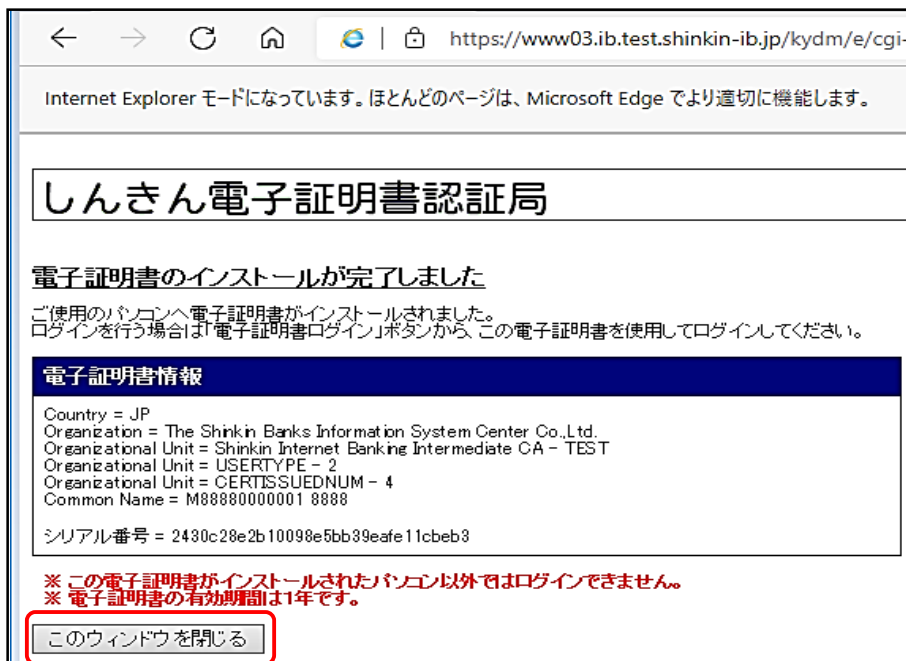 https://www03.ib.test.shinkin-ib.jp/kydm/e/cgi-
Internet Explorer モードになっています。ほとんどのページは、Microsoft Edge でより適切に機能します。
しんきん電子証明書認証局
電子証明書のインストールが完了しました
ご使用のパソコンへ電子証明書がインストールされました。
ログインを行う場合は「電子証明書ログイン」ボタンから、この電子証明書を使用してログインしてください。
電子証明書情報
Country = JP
Organization = The Shinkin Banks Information System Center Co.,Ltd.
Organizational Unit = Shinkin Internet Banking Intermediate CA - TEST
Organizational Unit = USERTYPE - 2
Organizational Unit = CERTISSUEDNUM - 4
Common Name = M88880000001 8888
シリアル番号 = 2430c28e2b10098e5bb39eafe11cbeb3
※ この電子証明書がインストールされたパソコン以外ではログインできません。
※ 電子証明書の有効期間は1年です。
このウィンドウを閉じる